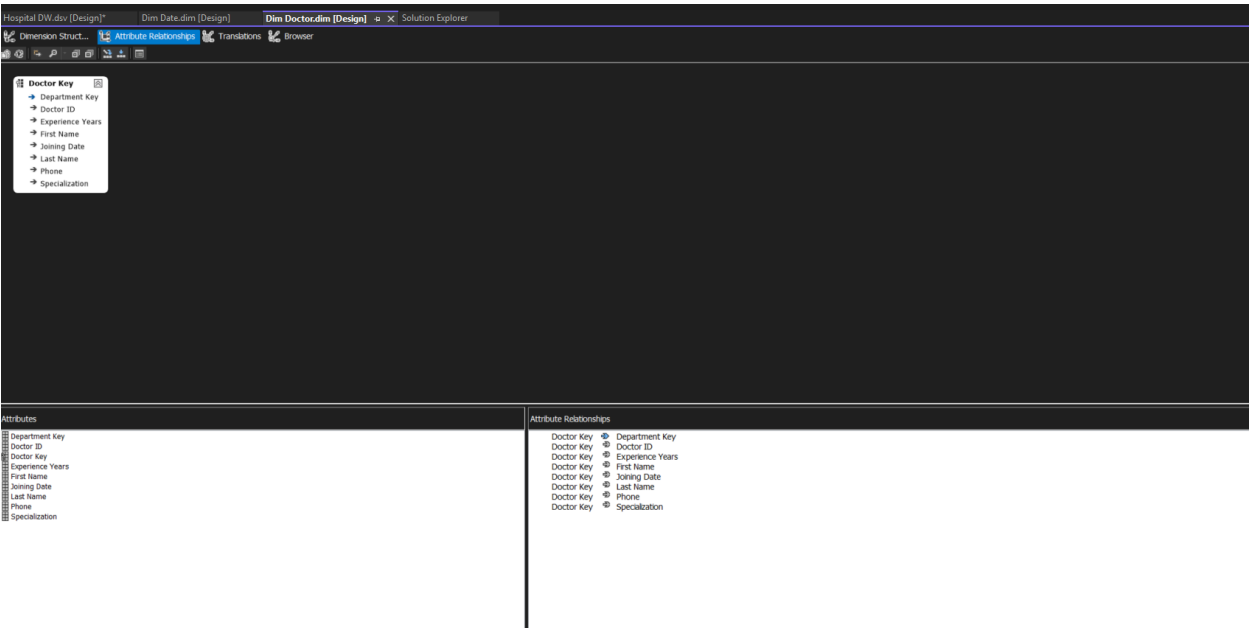 Hospital DW.dsv [Design]* Dim Date.dim [Design] Dim Doctor.dim [Design] Solution Explorer
Dimension Struct... Attribute Relationships Translations Browser
Doctor Key
Department Key
Doctor ID
Experience Years
First Name
Joining Date
Last Name
Phone
Specialization
Attributes
Department Key
Doctor ID
Doctor Key
Experience Years
First Name
Joining Date
Last Name
Phone
Specialization
Attribute Relationships
Doctor Key Department Key
Doctor Key Doctor ID
Doctor Key Experience Years
Doctor Key First Name
Doctor Key Joining Date
Doctor Key Last Name
Doctor Key Phone
Doctor Key Specialization